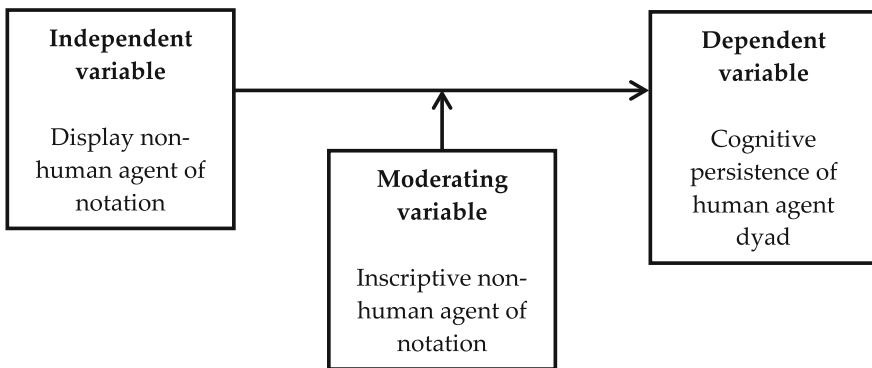 Independent
variable
Display non-
human agent of
notation
Moderating
variable
Inscriptive non-
human agent of
notation
Dependent
variable
Cognitive
persistence of
human agent
dyad